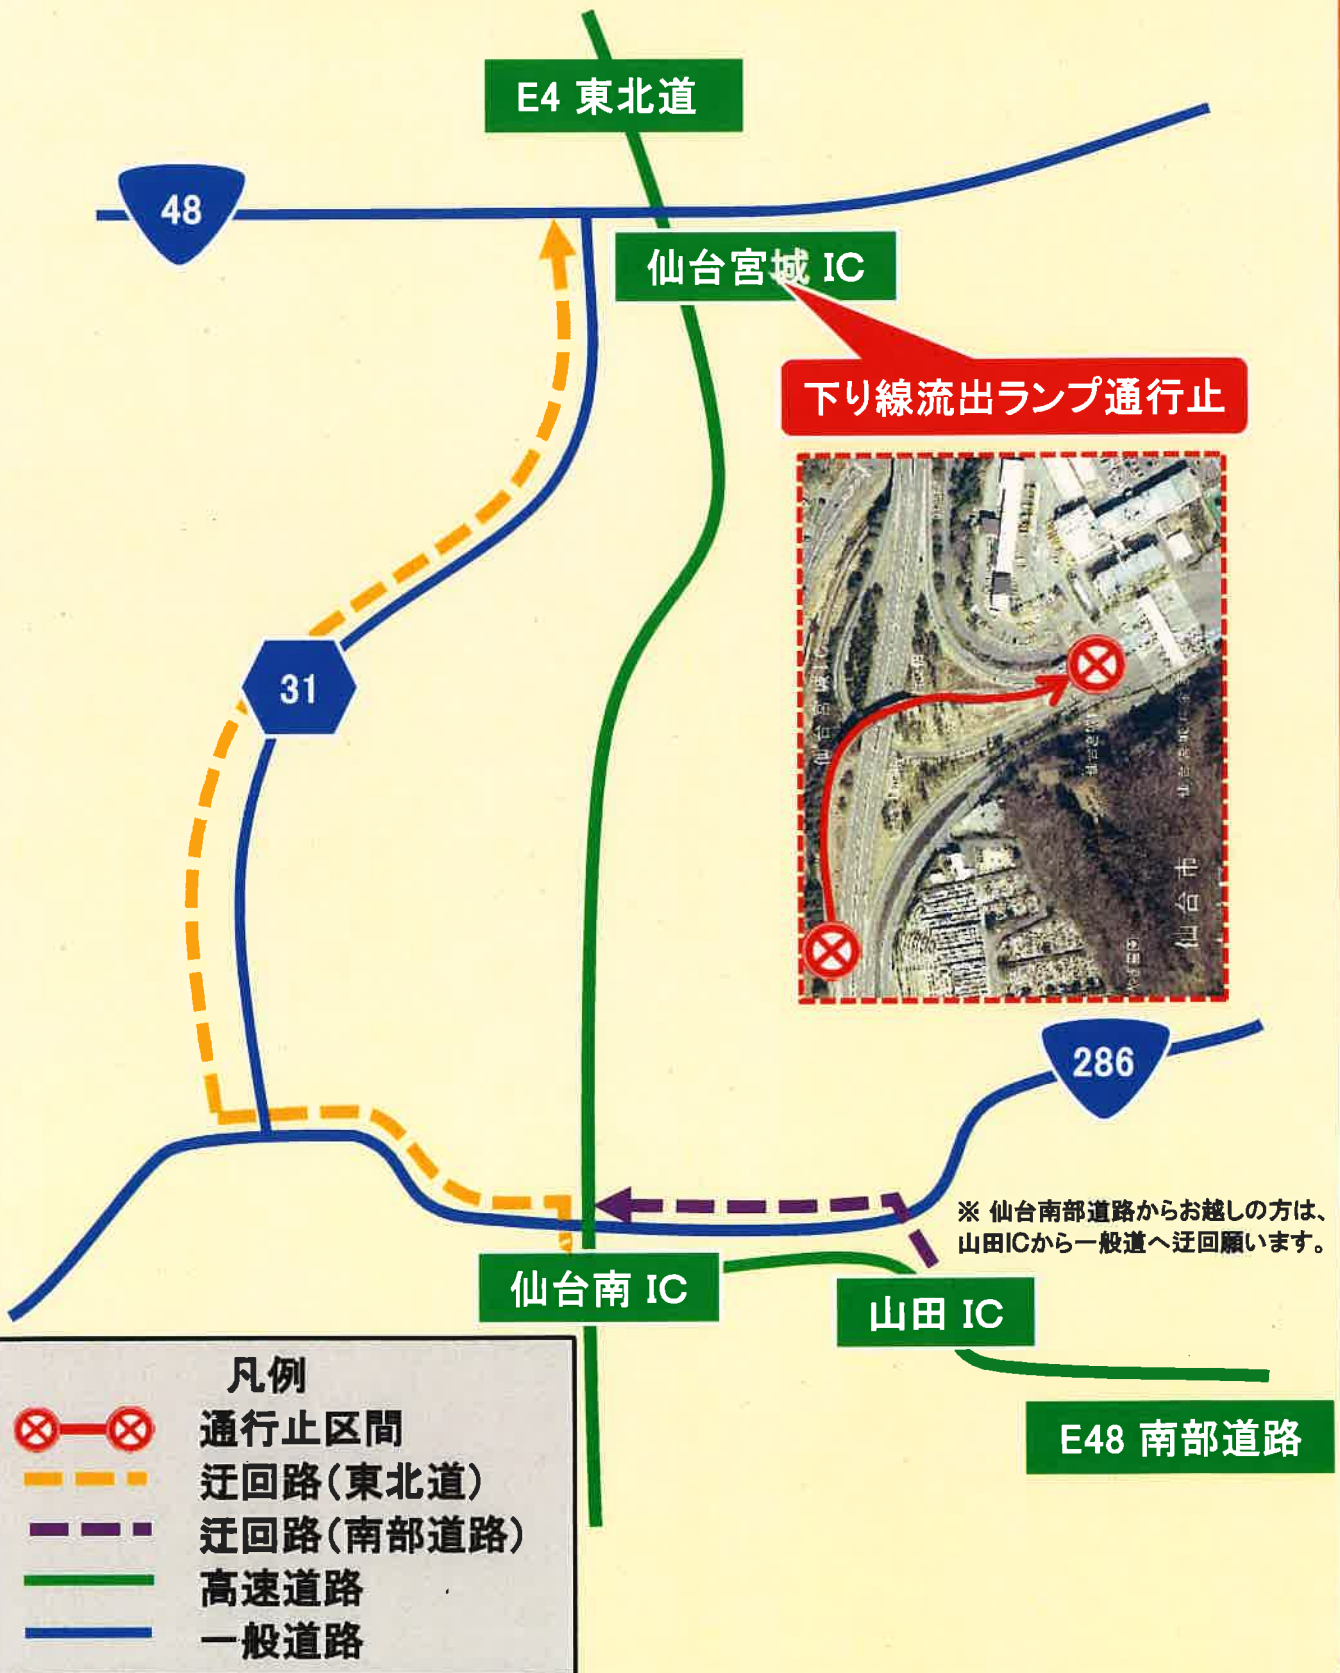 E4 東北道
48
仙台宮城 IC
下り線流出ランプ通行止
31
仙台市
286
※ 仙台南部道路からお越しの方は、
山田ICから一般道へ迂回願います。
仙台南 IC
山田 IC
E48 南部道路
凡例
通行止区間
迂回路(東北道)
迂回路(南部道路)
高速道路
一般道路